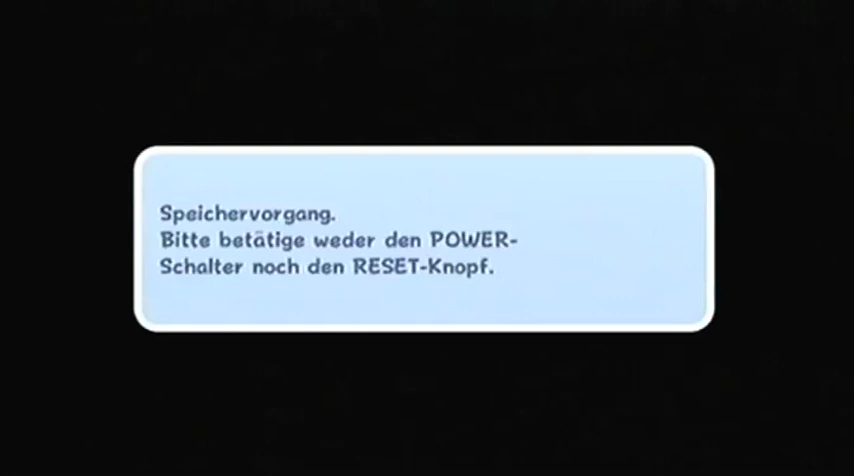 Speichervorgang.
Bitte betätige weder den POWER-
Schalter noch den RESET-Knopf.